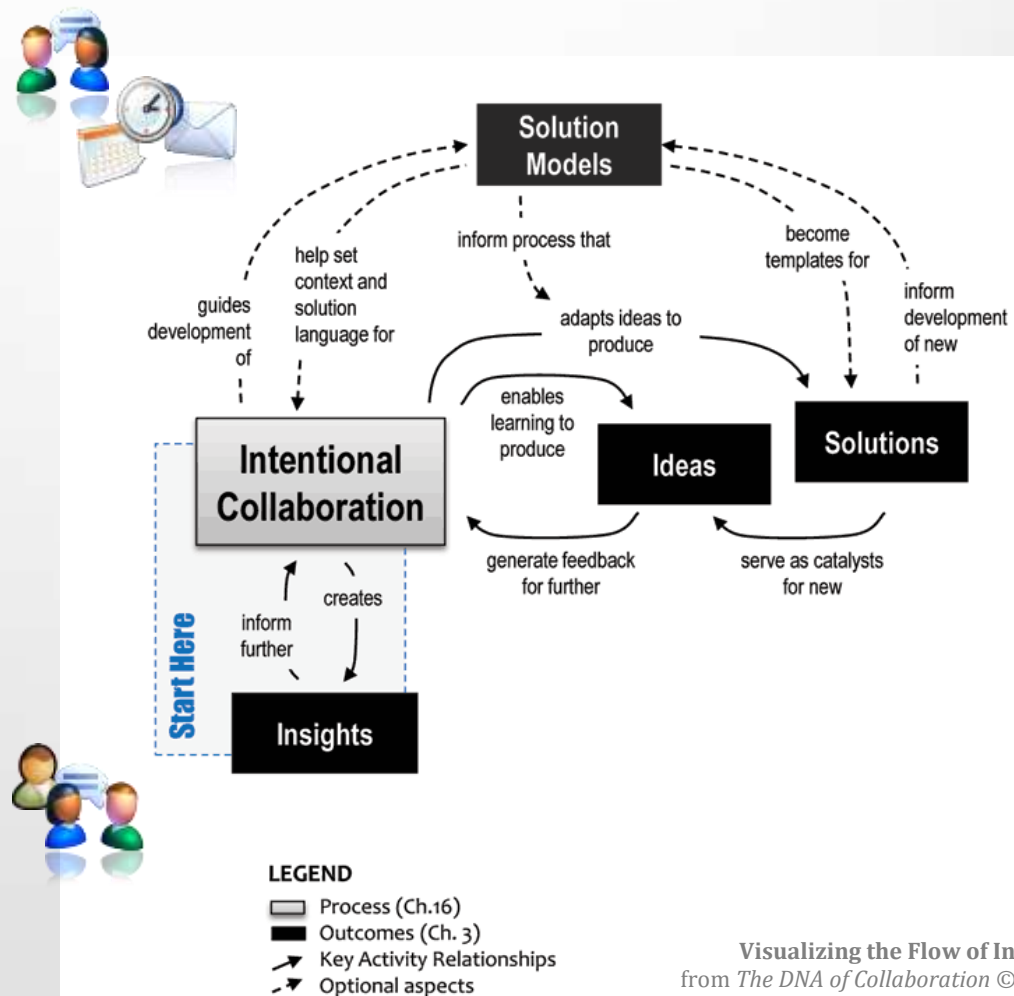 Solution
Models
inform process that
become
templates for
help set
context and
solution
language for
guides
development
of
inform
development
of new
adapts ideas to
produce
enables
learning to
produce
Intentional
Collaboration
Ideas
Solutions
generate feedback
for further
serve as catalysts
for new
creates
inform
further
Start Here
Insights
LEGEND
Process (Ch.16)
Outcomes (Ch. 3)
Key Activity Relationships
Optional aspects
Visualizing the Flow of In
from The DNA of Collaboration ©